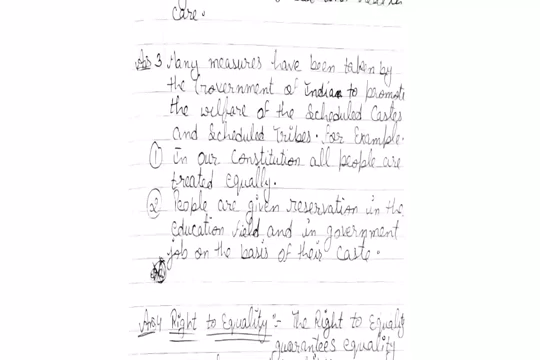 care.
Ans 3 Many measures have been taken by
the Government of Indian to promote
the welfare of the Scheduled Castes
and Scheduled Tribes. For Example.
① In our Constitution all people are
treated equally.
② People are given reservation in the
education field and in government
job on the basis of their caste.
Ans4 Right to Equality :- The Right to Equality
guarantees equality